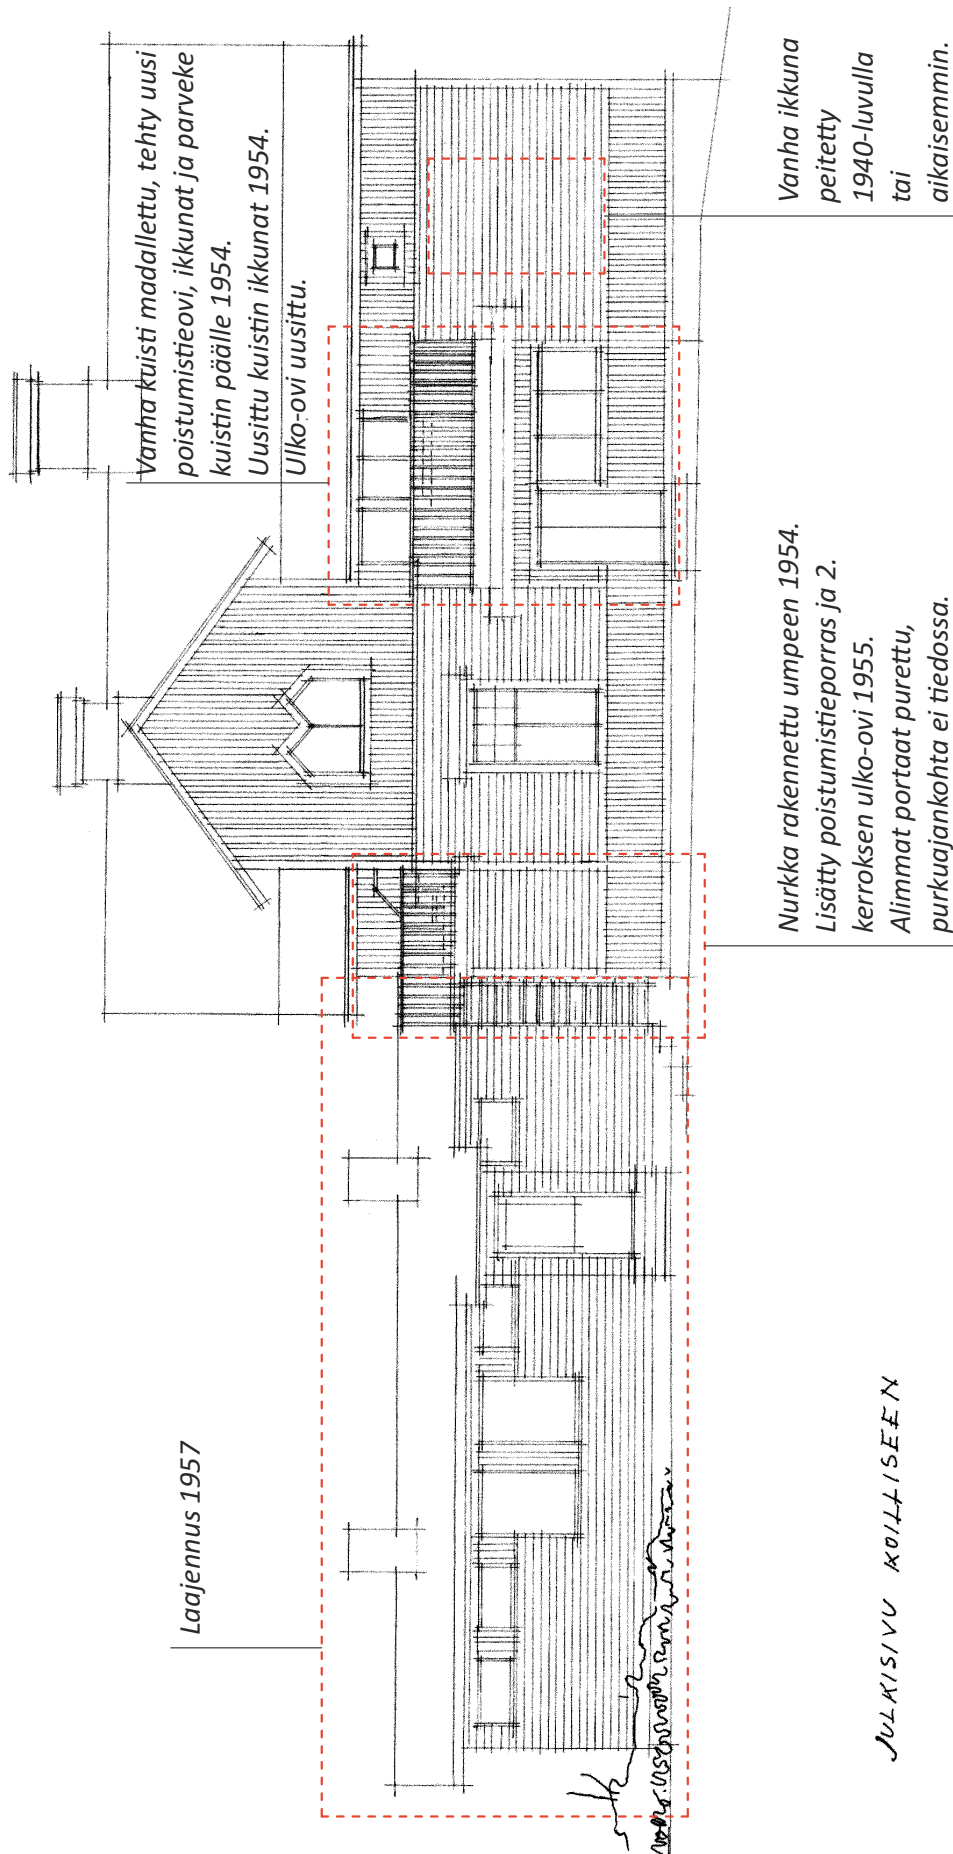 Laajennus 1957
Vanha kuisti madallettu, tehty uusi
poistumistieovi, ikkunat ja parveke
kuistin päälle 1954.
Uusittu kuistin ikkunat 1954.
Ulko-ovi uusittu.
Nurkka rakennettu umpeen 1954.
Lisätty poistumistieporras ja 2.
kerroksen ulko-ovi 1955.
Alimmat portaat purettu,
purkuajankohta ei tiedossa.
Vanha ikkuna
peitetty
1940-luvulla
tai
aikaisemmin.
JULKISIVU KOILLISEEN